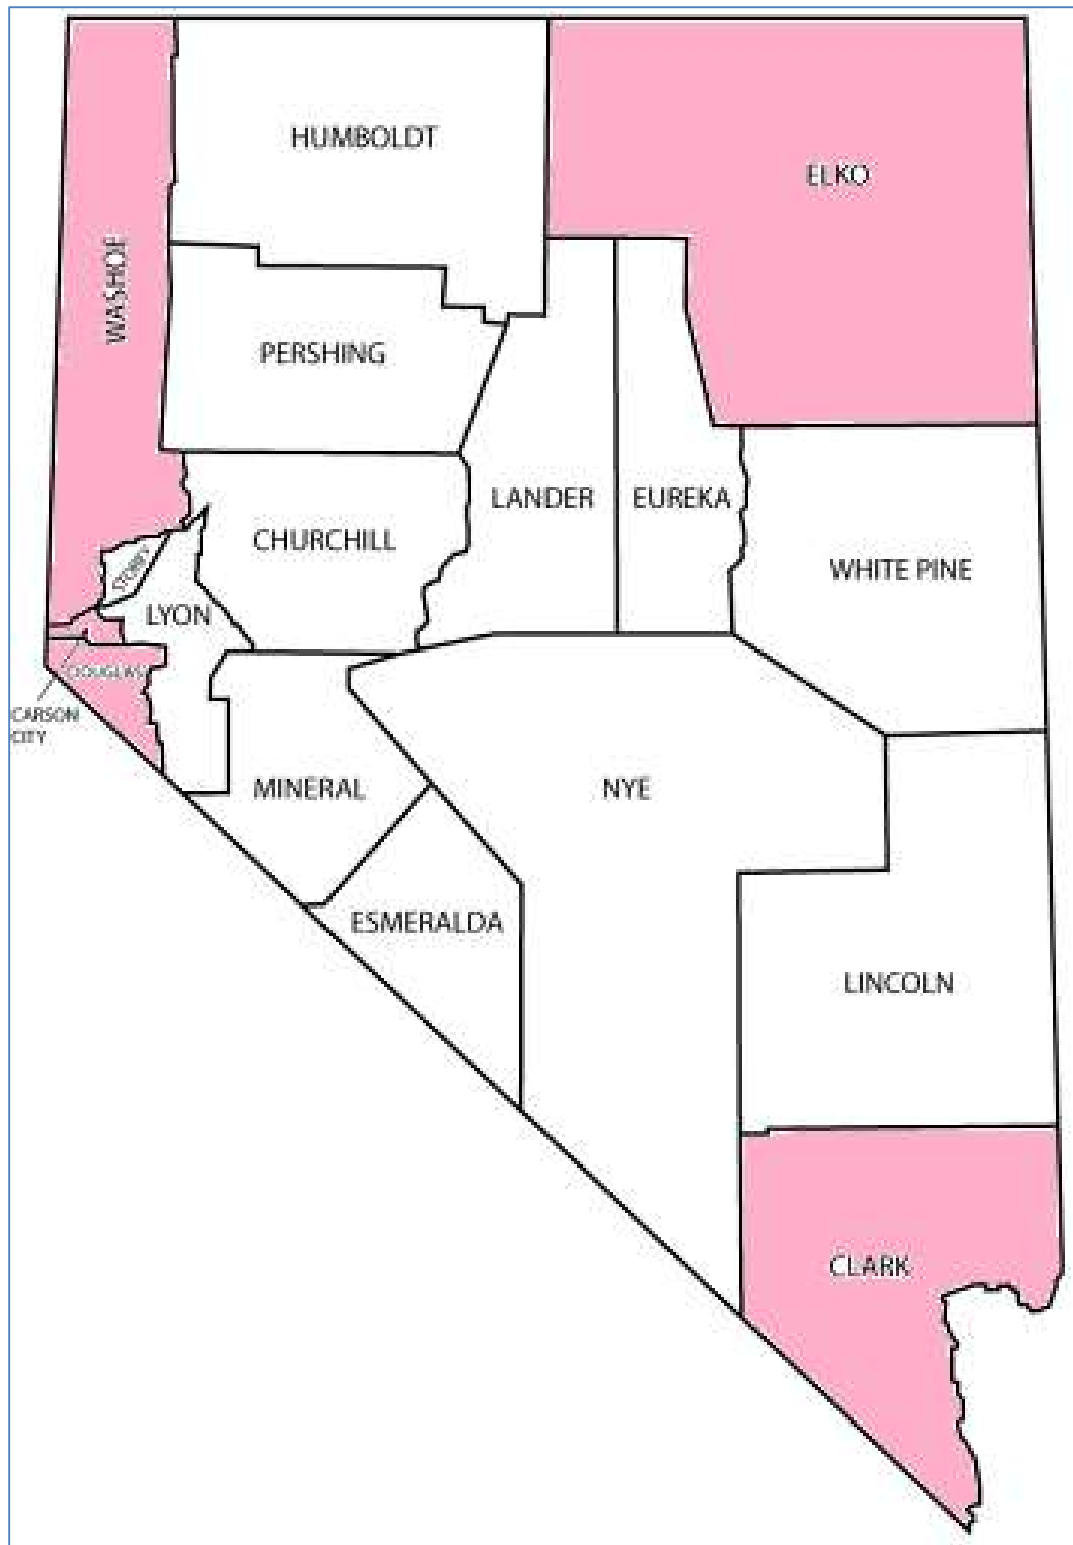 HUMBOLDT
ELKO
WASHOE
PERSHING
LANDER
EUREKA
CHURCHILL
STOREY
WHITE PINE
LYON
DOUGLAS
CARSON
CITY
MINERAL
NYE
ESMERALDA
LINCOLN
CLARK